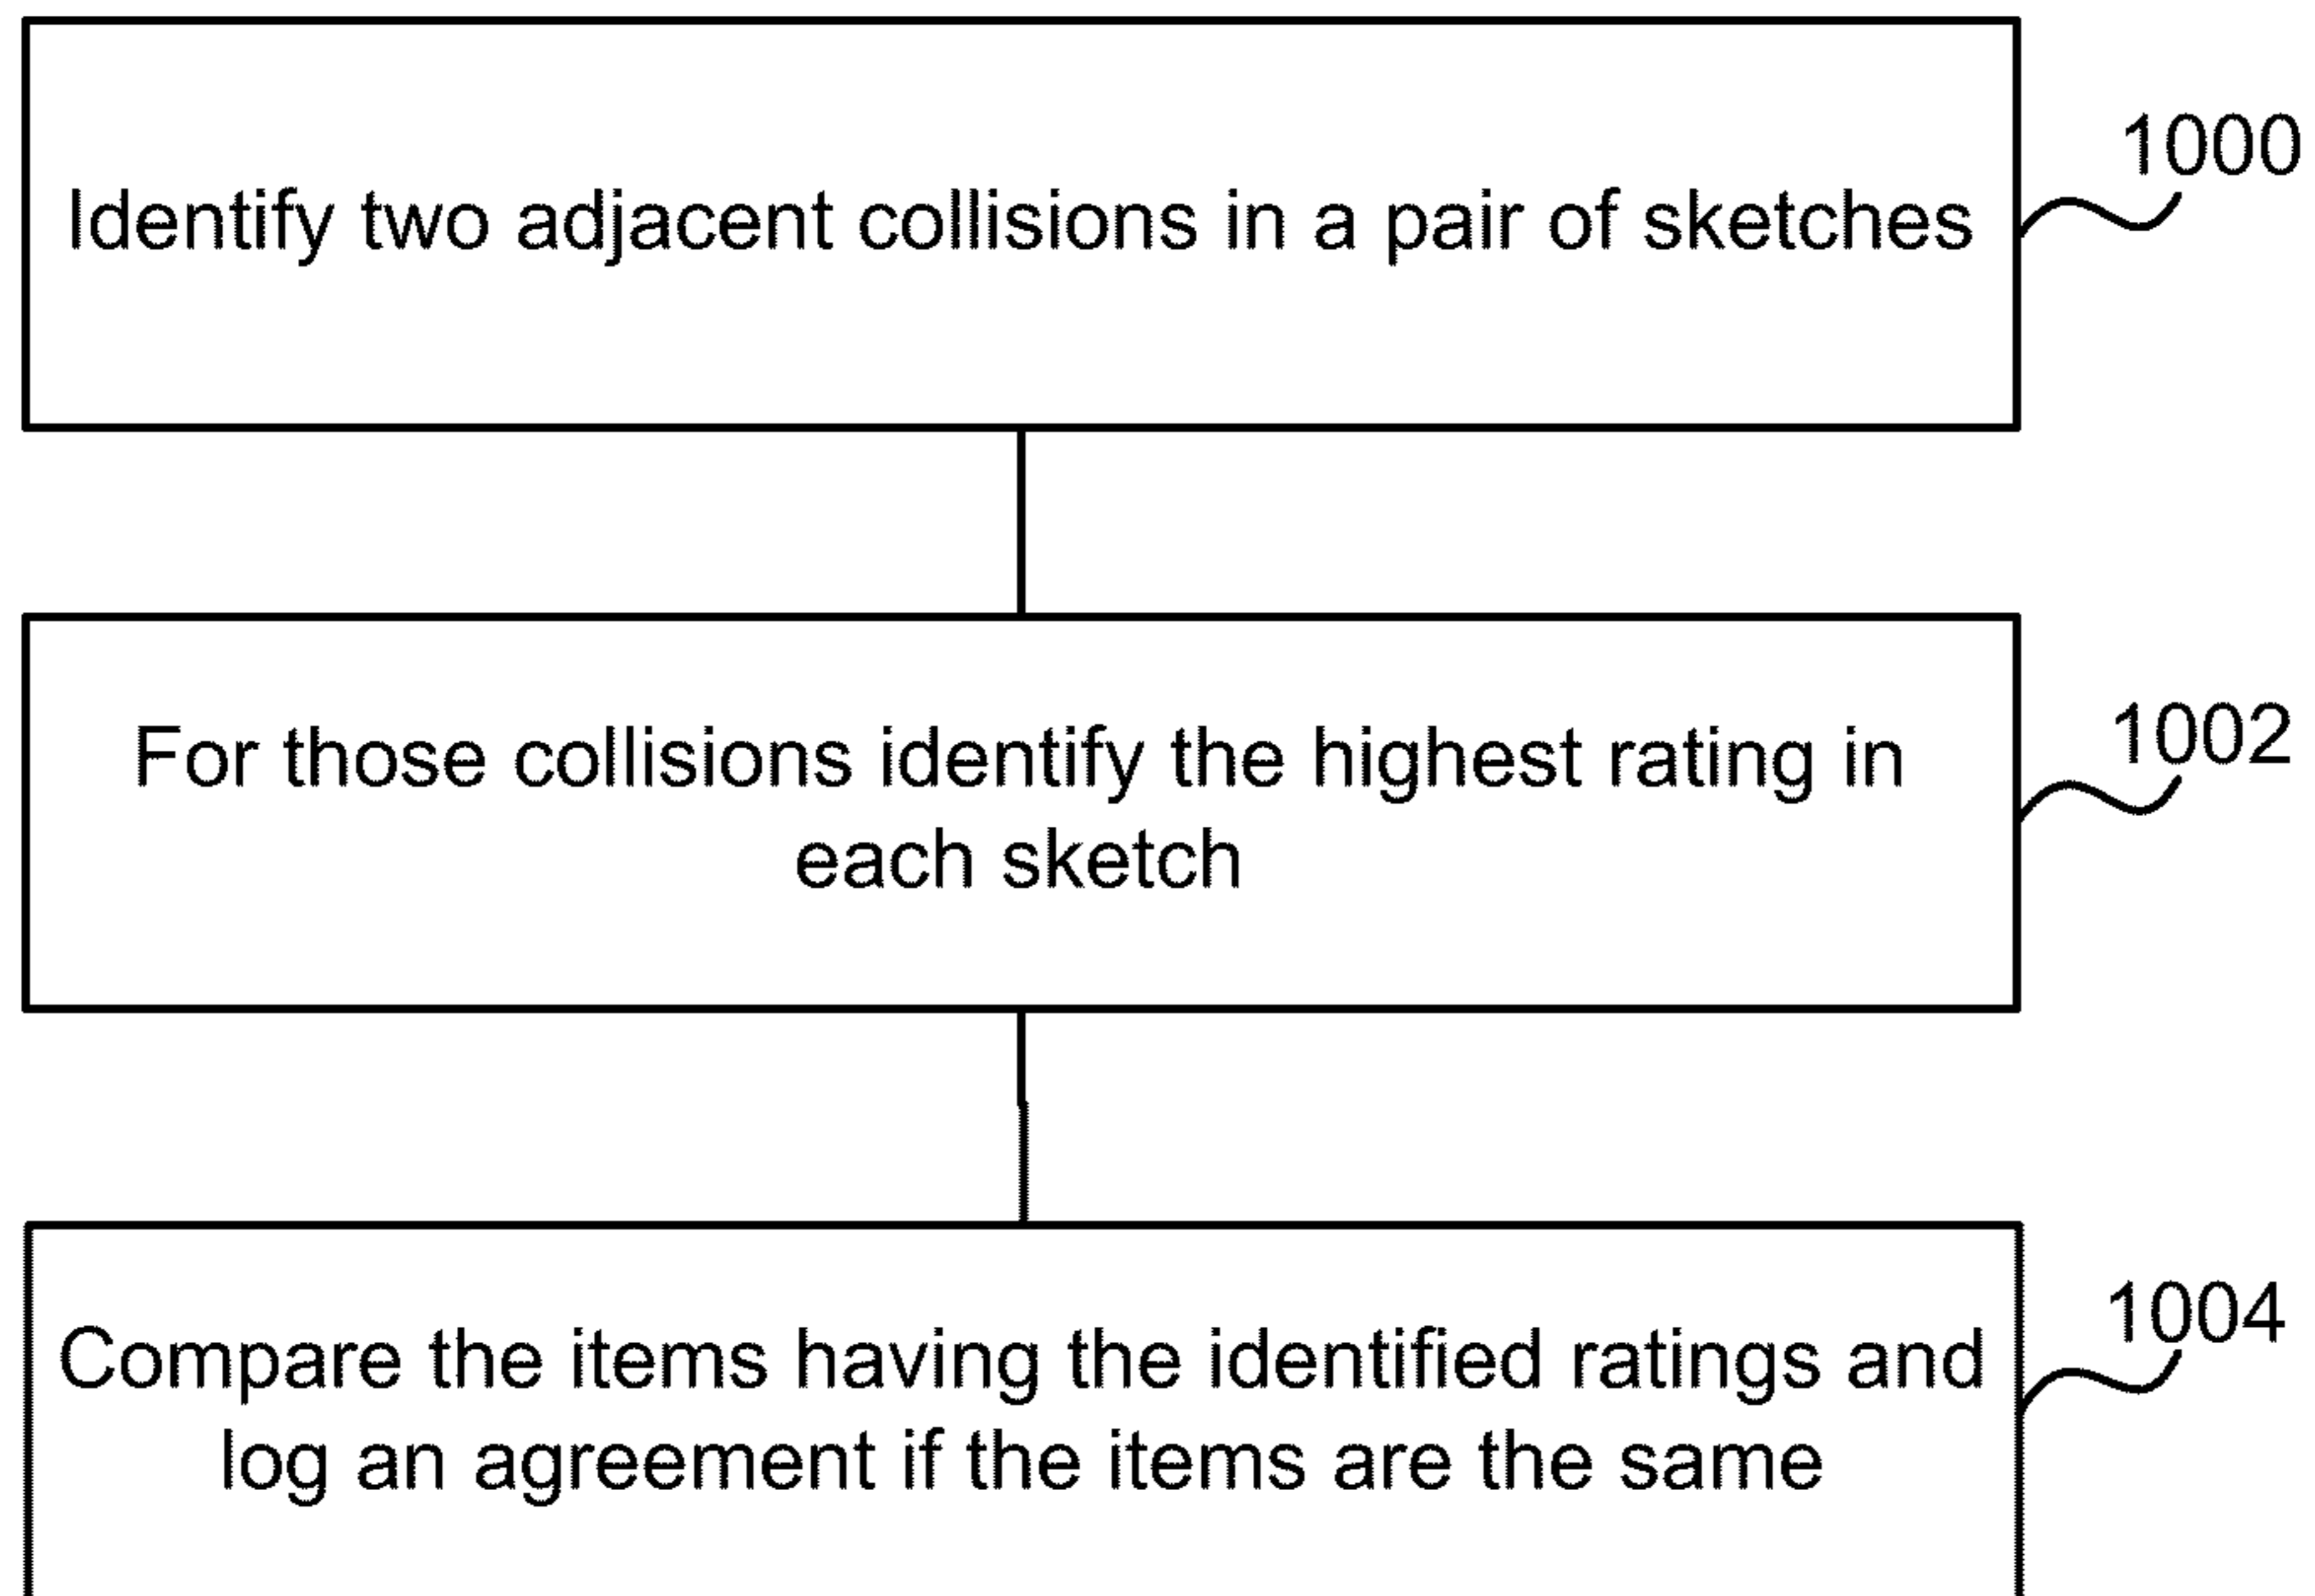 Identify two adjacent collisions in a pair of sketches
1000
For those collisions identify the highest rating in
each sketch
1002
Compare the items having the identified ratings and
log an agreement if the items are the same
1004